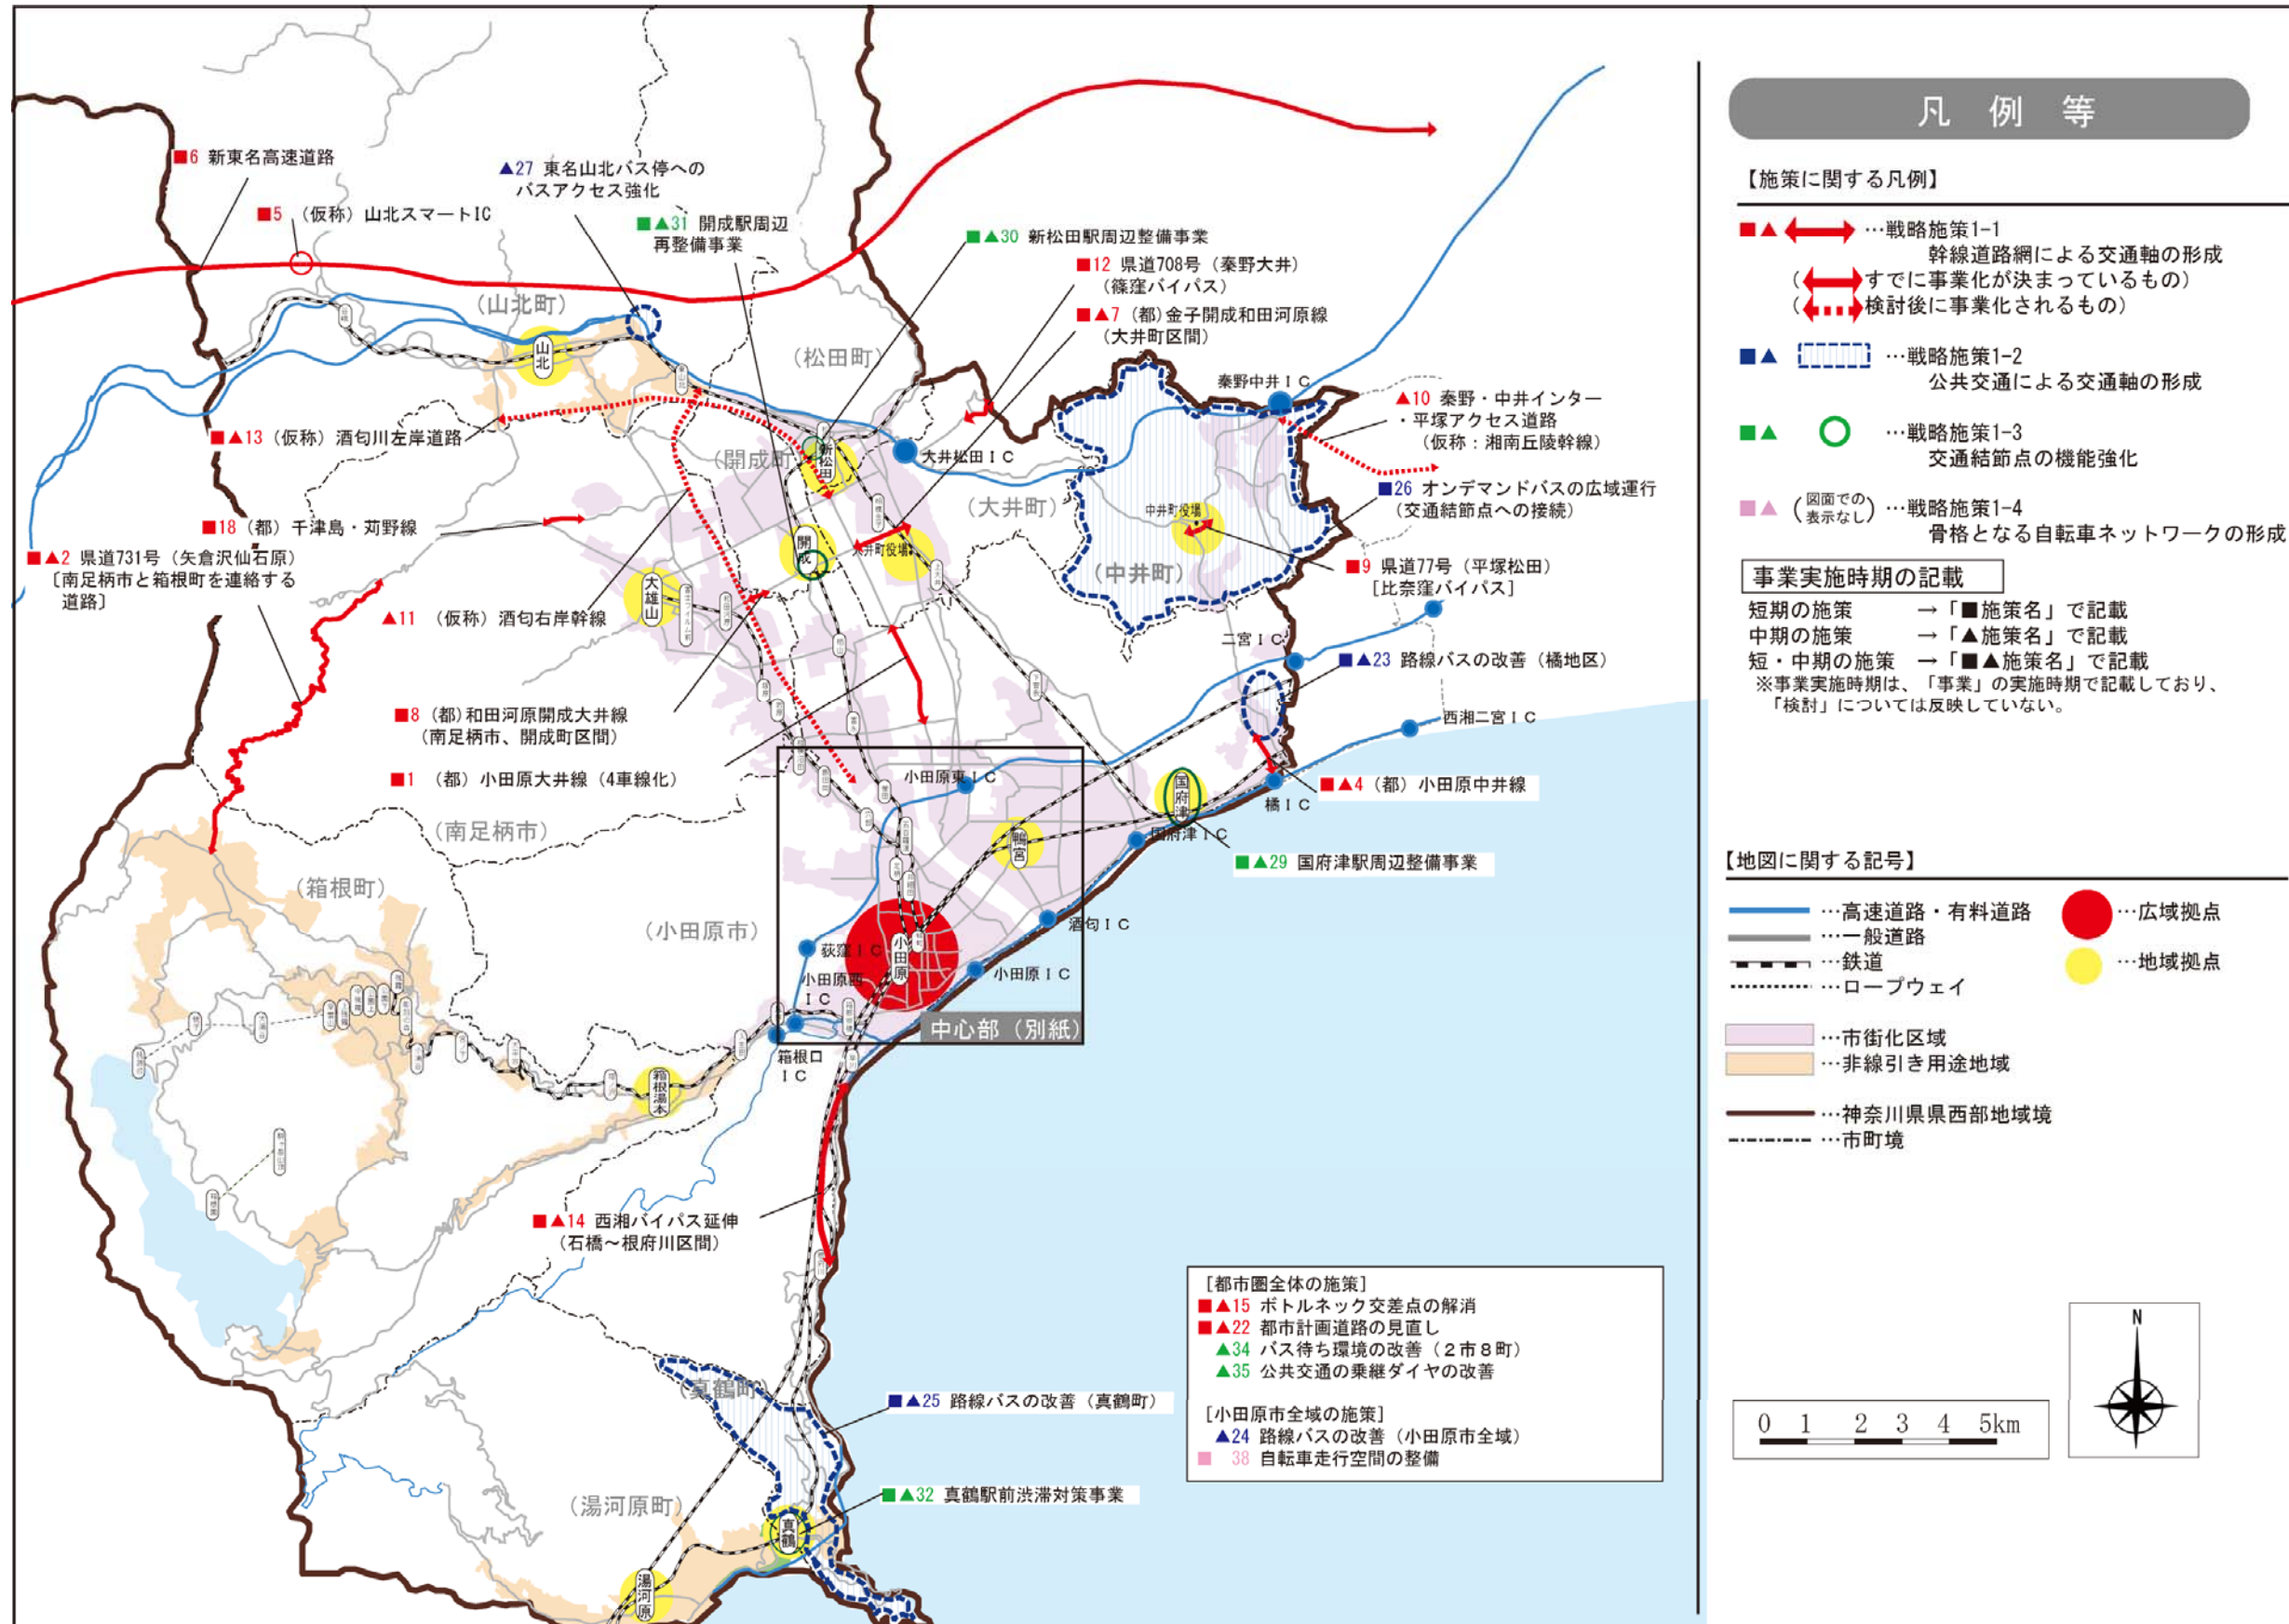 ■6 新東名高速道路
■5 (仮称)山北スマートIC
▲27 東名山北バス停への
バスアクセス強化
■▲31 開成駅周辺
再整備事業
■▲30 新松田駅周辺整備事業
■12 県道708号(秦野大井)
(篠窪バイパス)
■▲7 (都)金子開成和田河原線
(大井町区間)
(山北町)
(松田町)
山北
秦野中井IC
▲10 秦野・中井インター
・平塚アクセス道路
(仮称:湘南丘陵幹線)
■▲13 (仮称)酒匂川左岸道路
(開成町)
新松田
大井松田IC
(大井町)
■26 オンデマンドバスの広域運行
(交通結節点への接続)
中井町役場
■18 (都)千津島・苅野線
開成
大井町役場
■▲2 県道731号(矢倉沢仙石原)
[南足柄市と箱根町を連絡する
道路]
(中井町)
■9 県道77号(平塚松田)
[比奈窪バイパス]
大雄山
▲11 (仮称)酒匂右岸幹線
二宮IC
■▲23 路線バスの改善(橘地区)
■8 (都)和田河原開成大井線
(南足柄市、開成町区間)
西湘二宮IC
■1 (都)小田原大井線(4車線化)
小田原東IC
国府津
橘IC
■▲4 (都)小田原中井線
(南足柄市)
鴨宮
国府津IC
■▲29 国府津駅周辺整備事業
(箱根町)
(小田原市)
酒匂IC
荻窪IC
小田原
小田原西
IC
小田原IC
中心部(別紙)
箱根口
IC
箱根湯本
■▲14 西湘バイパス延伸
(石橋~根府川区間)
(真鶴町)
■▲25 路線バスの改善(真鶴町)
■▲32 真鶴駅前渋滞対策事業
(湯河原町)
真鶴
湯河原
[都市圏全体の施策]
■▲15 ボトルネック交差点の解消
■▲22 都市計画道路の見直し
▲34 バス待ち環境の改善(2市8町)
▲35 公共交通の乗継ダイヤの改善
[小田原市全域の施策]
▲24 路線バスの改善(小田原市全域)
■ 38 自転車走行空間の整備
凡例等
【施策に関する凡例】
■▲ …戦略施策1-1
幹線道路網による交通軸の形成
( すでに事業化が決まっているもの)
( 検討後に事業化されるもの)
■▲ …戦略施策1-2
公共交通による交通軸の形成
■▲ …戦略施策1-3
交通結節点の機能強化
■▲ (図面での表示なし) …戦略施策1-4
骨格となる自転車ネットワークの形成
事業実施時期の記載
短期の施策 →「■施策名」で記載
中期の施策 →「▲施策名」で記載
短・中期の施策 →「■▲施策名」で記載
※事業実施時期は、「事業」の実施時期で記載しており、
「検討」については反映していない。
【地図に関する記号】
…高速道路・有料道路
…広域拠点
…一般道路
…鉄道
…地域拠点
…ロープウェイ
…市街化区域
…非線引き用途地域
…神奈川県県西部地域境
…市町境
N
0 1 2 3 4 5km